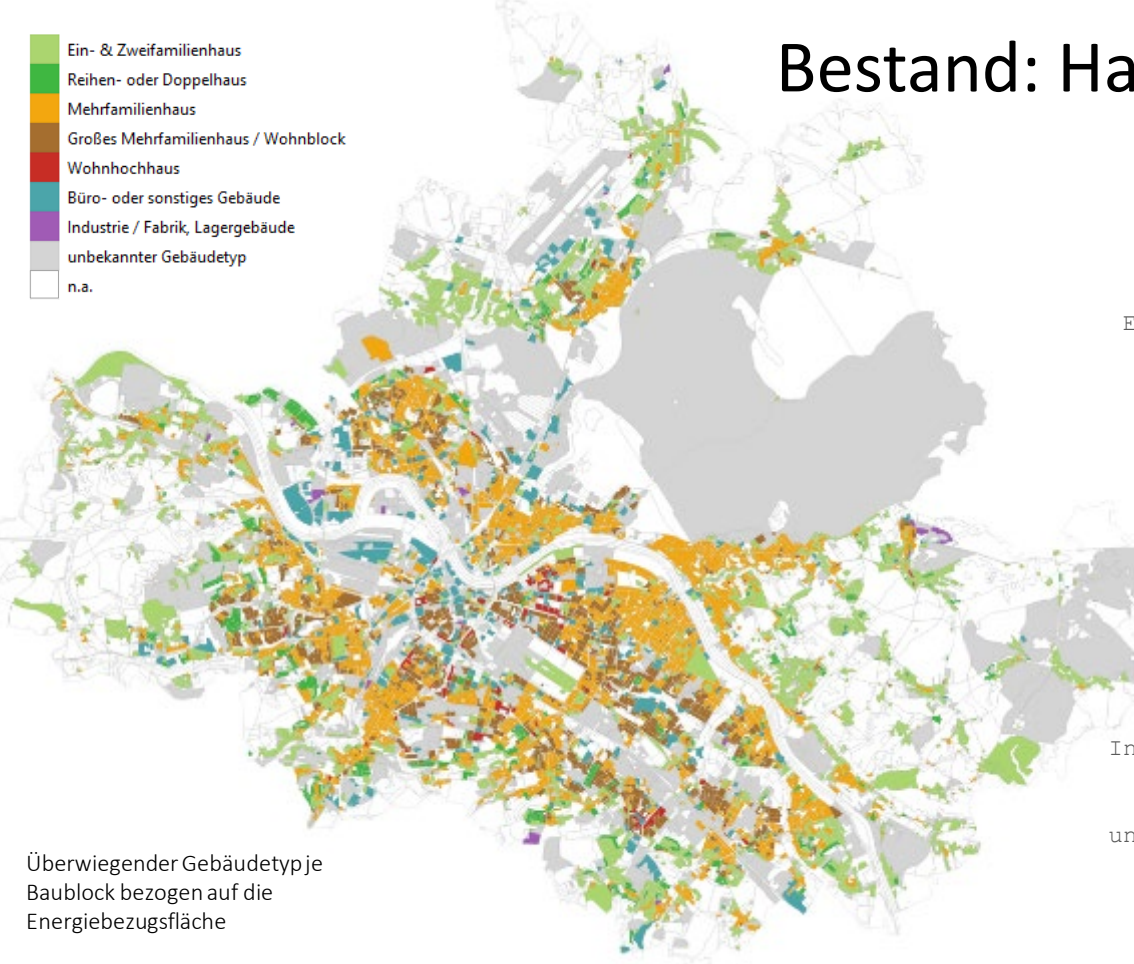 Bestand: Ha
Ein- & Zweifamilienhaus
Reihen- oder Doppelhaus
Mehrfamilienhaus
Großes Mehrfamilienhaus / Wohnblock
Wohnhochhaus
Büro- oder sonstiges Gebäude
Industrie / Fabrik, Lagergebäude
unbekannter Gebäudetyp
n.a.
E
In
un
Überwiegender Gebäudetyp je
Baublock bezogen auf die
Energiebezugsfläche